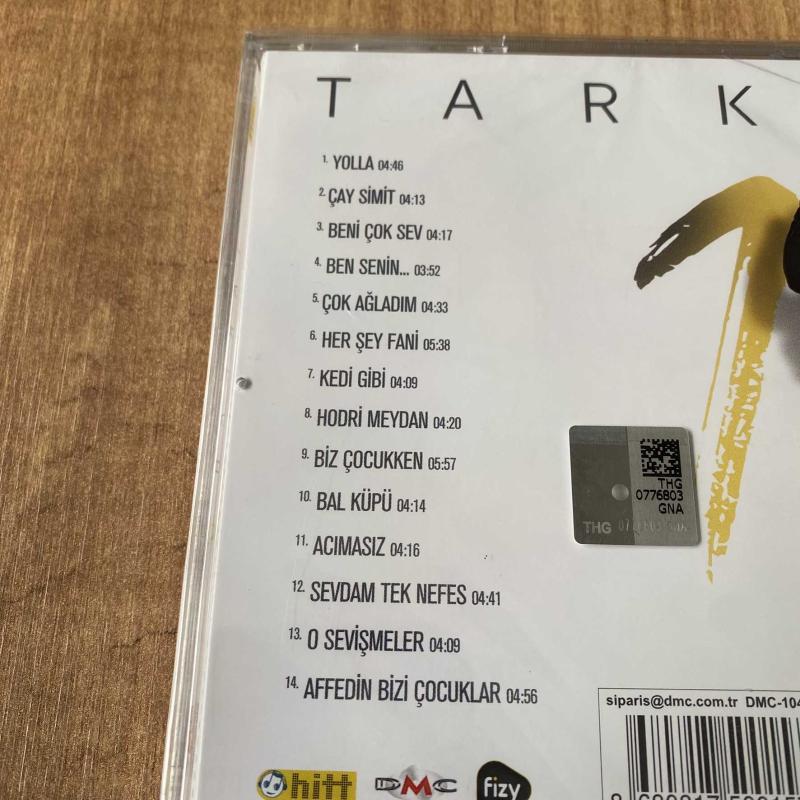 TARK
1. YOLLA 04:46
2. ÇAY SİMİT 04:13
3. BENİ ÇOK SEV 04:17
4. BEN SENİN... 03:52
5. ÇOK AĞLADIM 04:33
6. HER ŞEY FANİ 05:38
7. KEDİ GİBİ 04:09
8. HODRİ MEYDAN 04:20
9. BİZ ÇOCUKKEN 05:57
10. BAL KÜPÜ 04:14
11. ACIMASIZ 04:16
12. SEVDAM TEK NEFES 04:41
13. O SEVİŞMELER 04:09
14. AFFEDİN BİZİ ÇOCUKLAR 04:56
THG
0776803
GNA
THG
siparis@dmc.com.tr DMC-104
hitt
DMC
fizy